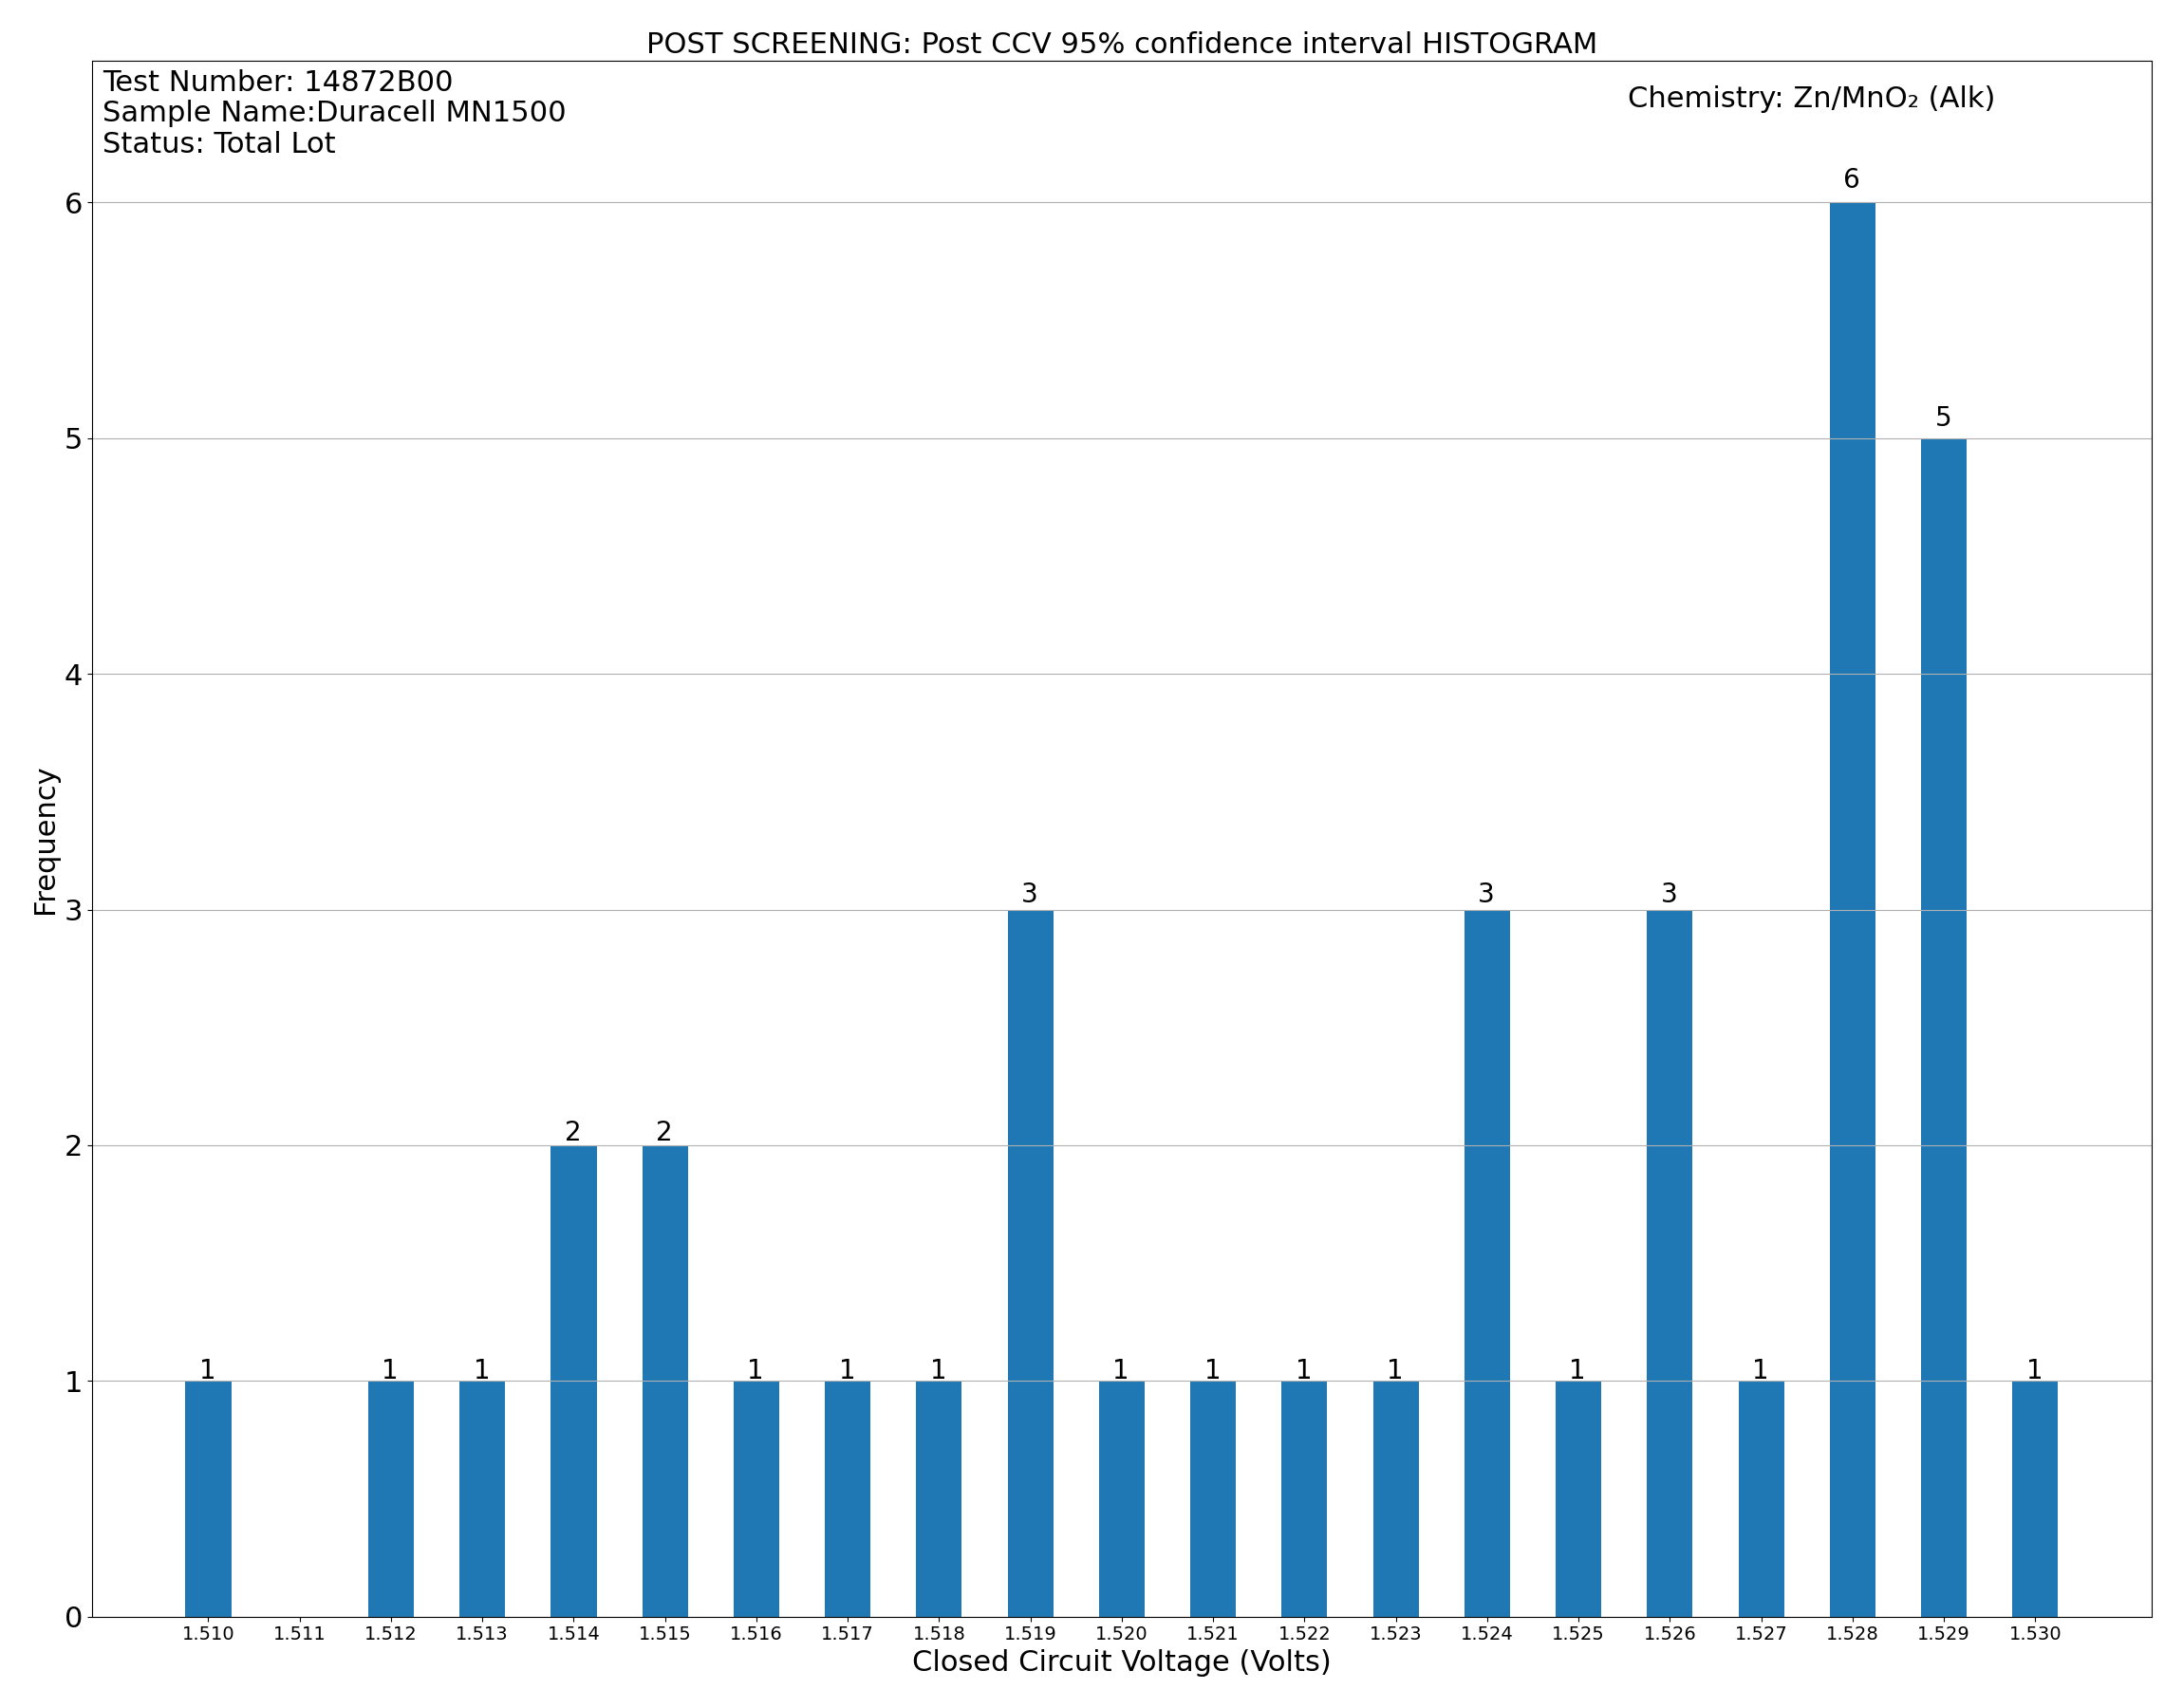 POST SCREENING: Post CCV 95% confidence interval HISTOGRAM
Test Number: 14872B00
Sample Name:Duracell MN1500
Status: Total Lot
Chemistry: Zn/MnO₂ (Alk)
Frequency
6
5
4
3
2
1
0
1 1 1 2 2 1 1 1 3 1 1 1 1 3 1 3 1 6 5 1
1.510 1.511 1.512 1.513 1.514 1.515 1.516 1.517 1.518 1.519 1.520 1.521 1.522 1.523 1.524 1.525 1.526 1.527 1.528 1.529 1.530
Closed Circuit Voltage (Volts)